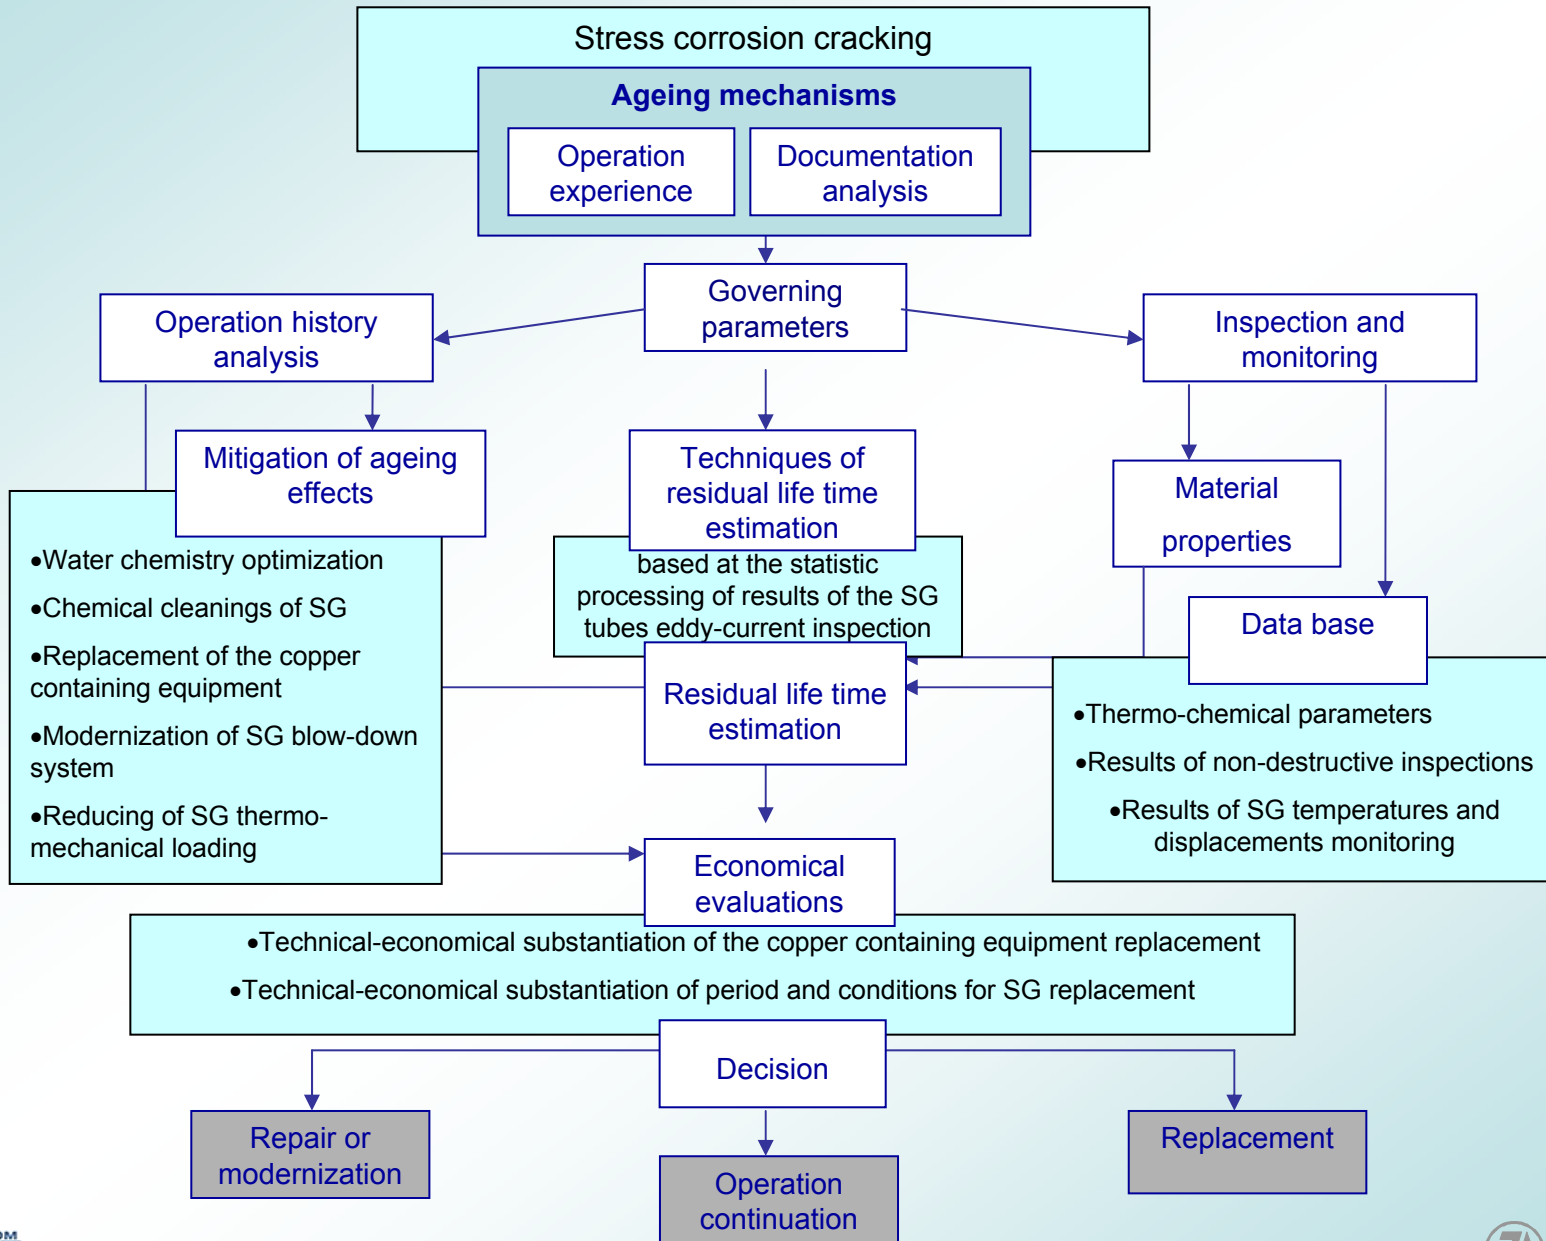 Stress corrosion cracking
Ageing mechanisms
Operation
experience
Documentation
analysis
Governing
parameters
Operation history
analysis
Inspection and
monitoring
Mitigation of ageing
effects
Techniques of
residual life time
estimation
Material
properties
•Water chemistry optimization
•Chemical cleanings of SG
•Replacement of the copper
containing equipment
•Modernization of SG blow-down
system
•Reducing of SG thermo-
mechanical loading
based at the statistic
processing of results of the SG
tubes eddy-current inspection
Data base
Residual life time
estimation
•Thermo-chemical parameters
•Results of non-destructive inspections
•Results of SG temperatures and
displacements monitoring
Economical
evaluations
•Technical-economical substantiation of the copper containing equipment replacement
•Technical-economical substantiation of period and conditions for SG replacement
Decision
Repair or
modernization
Operation
continuation
Replacement